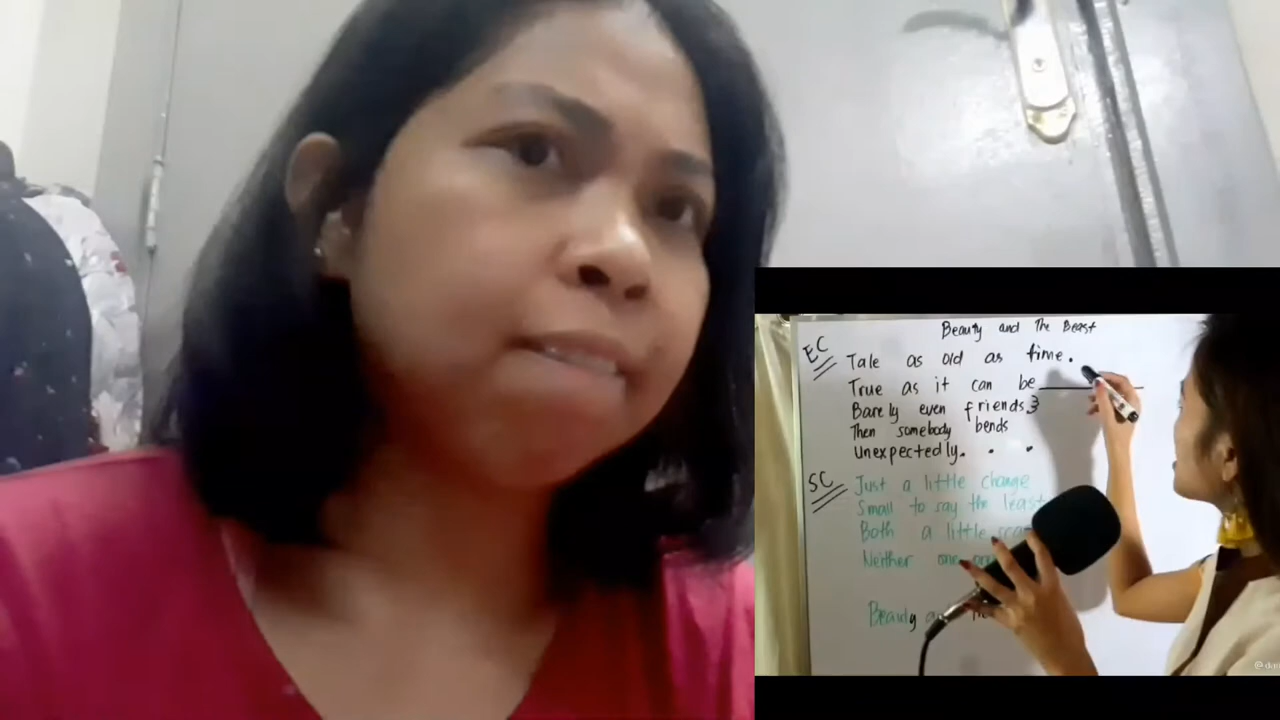 Beauty and The Beast
EC
Tale as old as time.
True as it can be
Barely even friends
Then somebody bends
Unexpectedly. . .
SC
Just a little change
Small to say the least
Both a little
Neither one